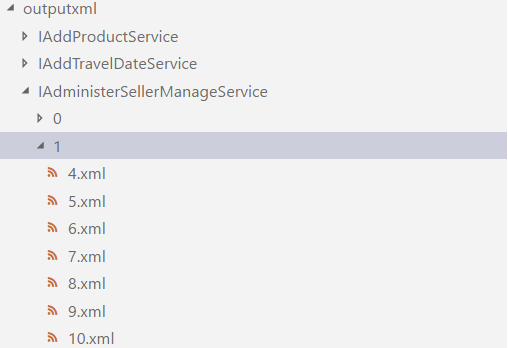 outputxml
IAddProductService
IAddTravelDateService
IAdministerSellerManageService
0
1
4.xml
5.xml
6.xml
7.xml
8.xml
9.xml
10.xml